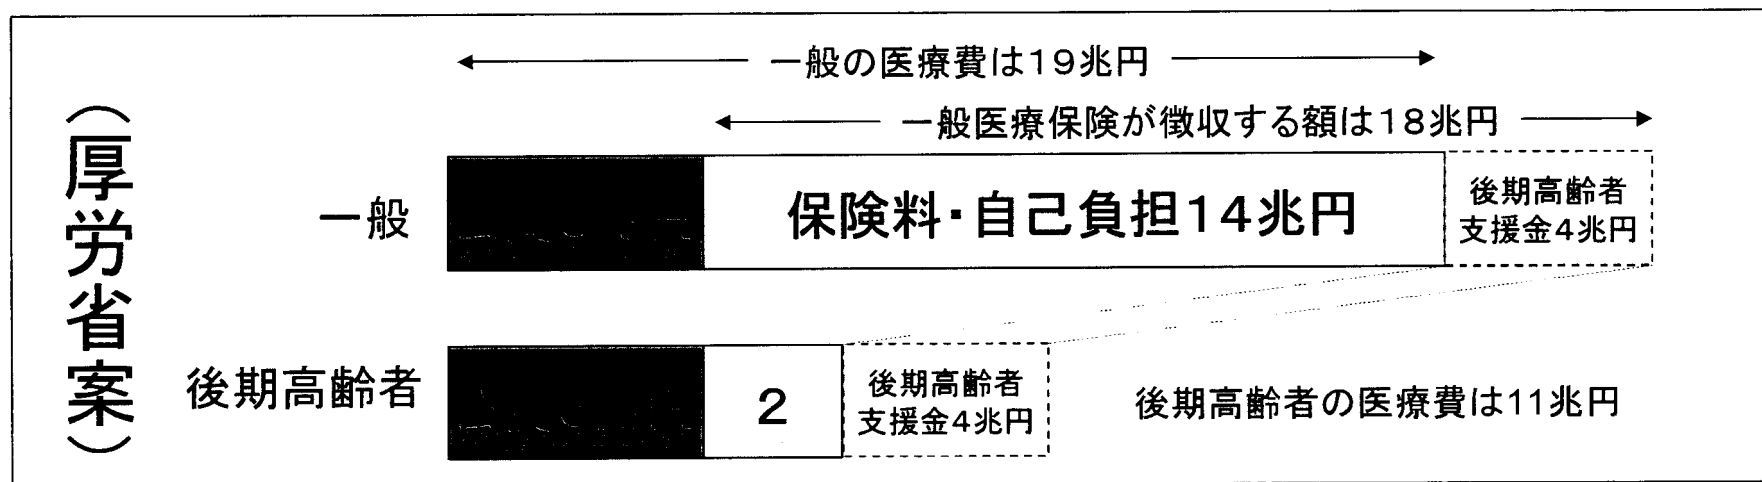 （厚労省案）
一般の医療費は19兆円
一般医療保険が徴収する額は18兆円
一般
保険料・自己負担14兆円
後期高齢者
支援金4兆円
後期高齢者
2
後期高齢者
支援金4兆円
後期高齢者の医療費は11兆円